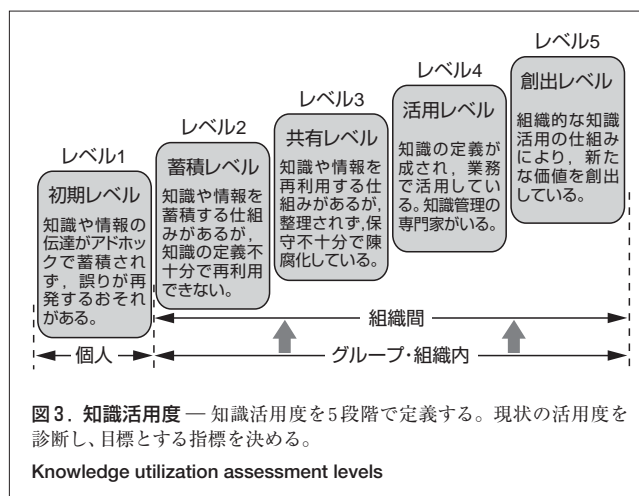 レベル1
初期レベル
知識や情報の
伝達がアドホッ
クで蓄積され
ず，誤りが再
発するおそれ
がある。
レベル2
蓄積レベル
知識や情報を
蓄積する仕組
みがあるが，
知識の定義不
十分で再利用
できない。
レベル3
共有レベル
知識や情報を
再利用する仕
組みがあるが，
整理されず，保
守不十分で陳
腐化している。
レベル4
活用レベル
知識の定義が
成され，業務
で活用してい
る。知識管理の
専門家がいる。
レベル5
創出レベル
組織的な知識
活用の仕組み
により，新た
な価値を創出
している。
組織間
個人
グループ・組織内
図3．知識活用度 — 知識活用度を5段階で定義する。現状の活用度を
診断し、目標とする指標を決める。
Knowledge utilization assessment levels